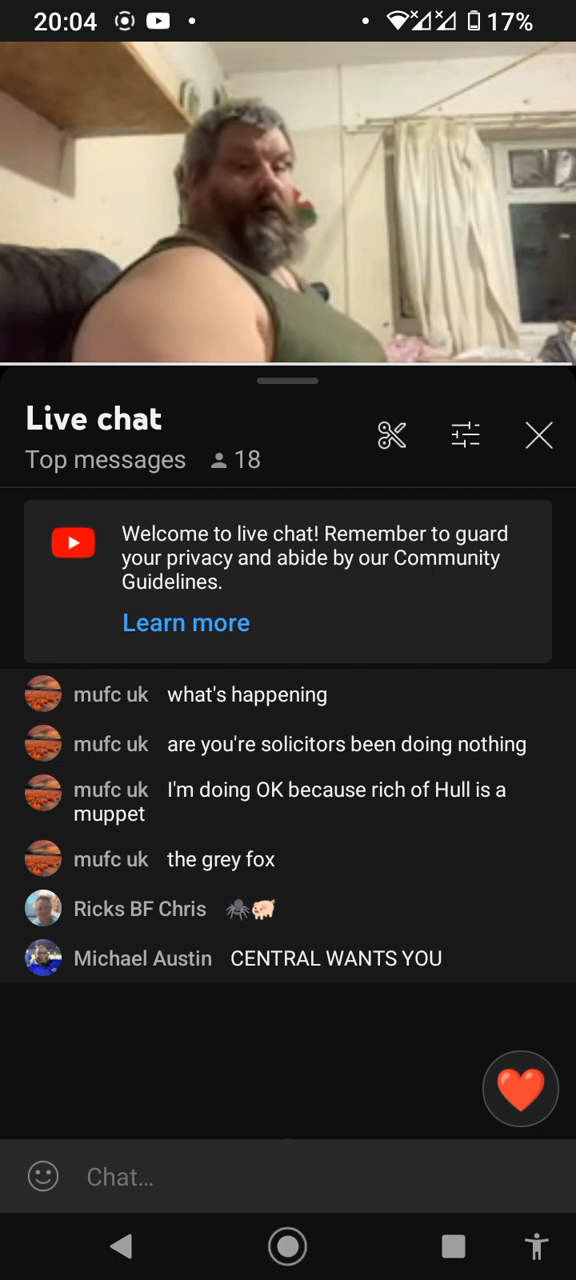 20:04
17%
Live chat
Top messages 18
Welcome to live chat! Remember to guard
your privacy and abide by our Community
Guidelines.
Learn more
mufc uk what's happening
mufc uk are you're solicitors been doing nothing
mufc uk I'm doing OK because rich of Hull is a
muppet
mufc uk the grey fox
Ricks BF Chris 🕷️🐖
Michael Austin CENTRAL WANTS YOU
Chat...